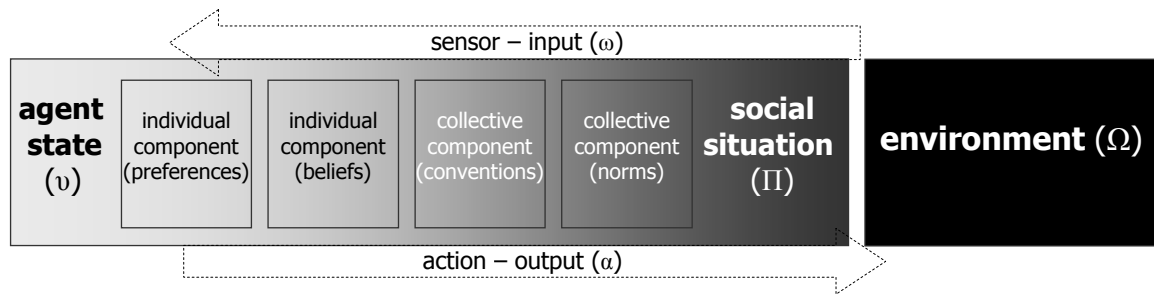 sensor – input (ω)
agent
state
(υ)
individual
component
(preferences)
individual
component
(beliefs)
collective
component
(conventions)
collective
component
(norms)
social
situation
(Π)
environment (Ω)
action – output (α)